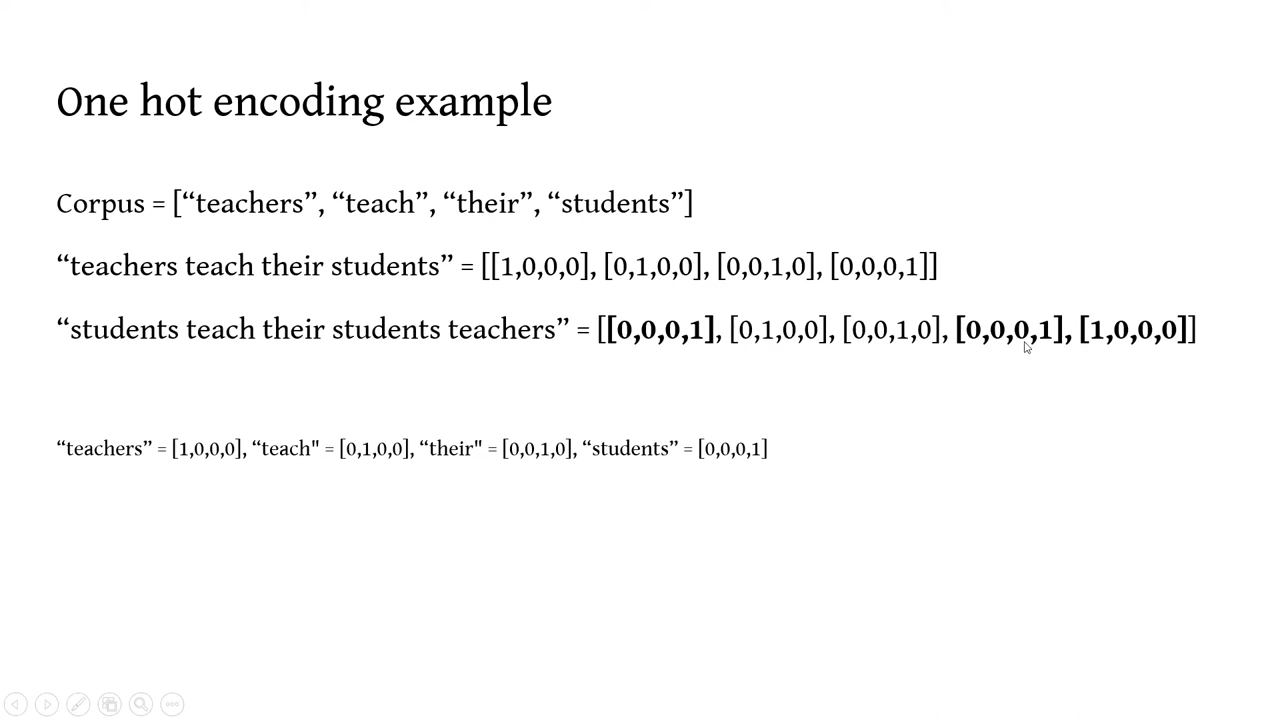 One hot encoding example
Corpus = [“teachers”, “teach”, “their”, “students”]
“teachers teach their students” = [[1,0,0,0], [0,1,0,0], [0,0,1,0], [0,0,0,1]]
“students teach their students teachers” = [[0,0,0,1], [0,1,0,0], [0,0,1,0], [0,0,0,1], [1,0,0,0]]
“teachers” = [1,0,0,0], “teach" = [0,1,0,0], “their" = [0,0,1,0], “students” = [0,0,0,1]